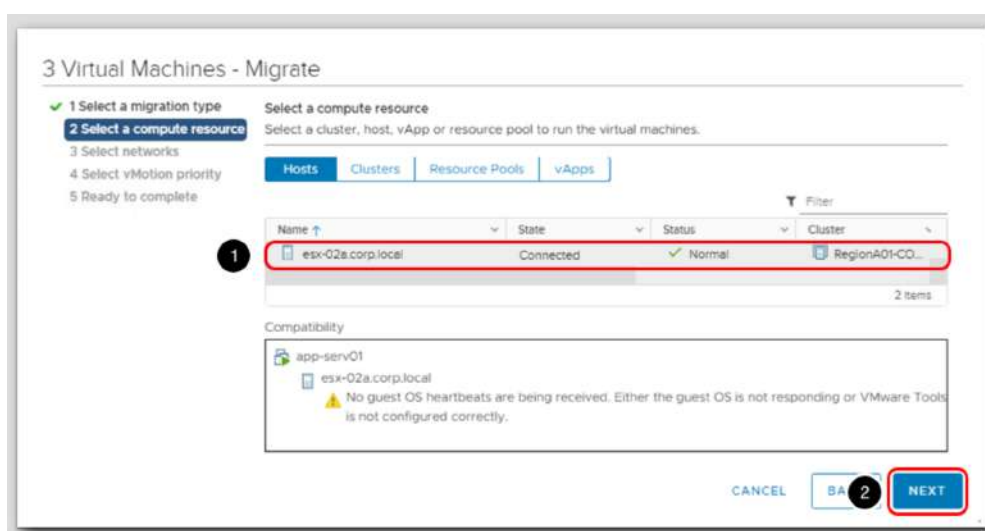 3 Virtual Machines - Migrate
1 Select a migration type
2 Select a compute resource
3 Select networks
4 Select vMotion priority
5 Ready to complete
Select a compute resource
Select a cluster, host, vApp or resource pool to run the virtual machines.
Hosts Clusters Resource Pools vApps
Filter
Name State Status Cluster
1 esx-02a.corp.local Connected Normal RegionA01-CO...
2 items
Compatibility
app-serv01
esx-02a.corp.local
No guest OS heartbeats are being received. Either the guest OS is not responding or VMware Tools
is not configured correctly.
CANCEL BA 2 NEXT